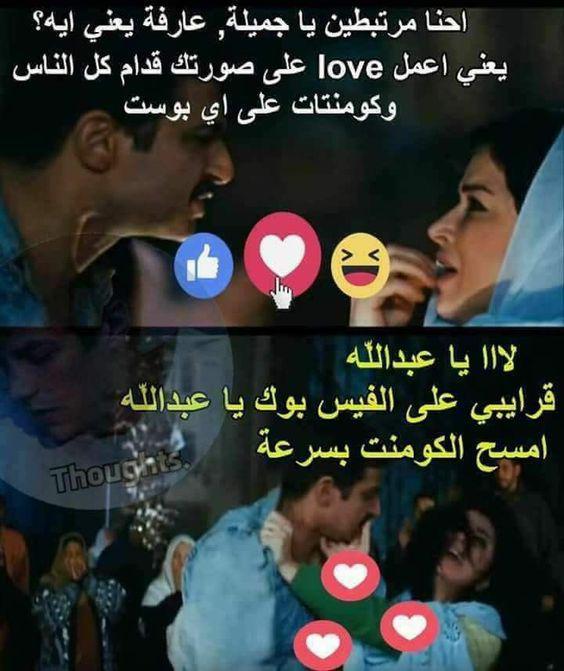 احنا مرتبطين يا جميلة, عارفة يعني ايه؟
يعني اعمل love على صورتك قدام كل الناس
وكومنتات على اي بوست
لااا يا عبدالله
قرايبي على الفيس بوك يا عبدالله
امسح الكومنت بسرعة
Thoughts.